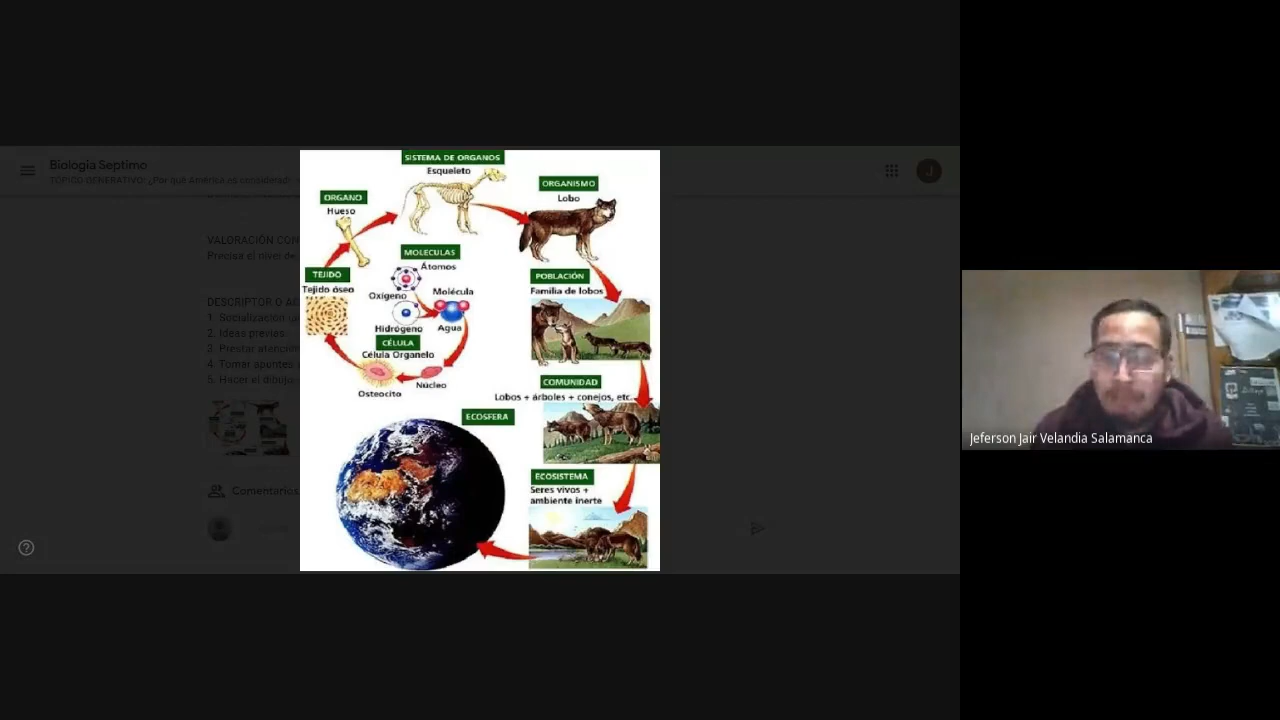 Biologia Septimo
TÓPICO GENERATIVO: ¿Por qué América es considerad
VALORACIÓN CON
Precisa el nivel de
DESCRIPTOR O
1. Socialización
2. Ideas previas
3. Prestar atención
4. Tomar apuntes
5. Hacer el dibujo
Comentarios
J
SISTEMA DE ORGANOS
Esqueleto
ORGANISMO
Lobo
ORGANO
Hueso
MOLECULAS
Átomos
Oxígeno
Molécula
Hidrógeno
Agua
TEJIDO
Tejido óseo
POBLACIÓN
Familia de lobos
CÉLULA
Célula Organelo
Núcleo
Osteocito
COMUNIDAD
Lobos + árboles + conejos, etc.
ECOSFERA
ECOSISTEMA
Seres vivos +
ambiente inerte
Jeferson Jair Velandia Salamanca